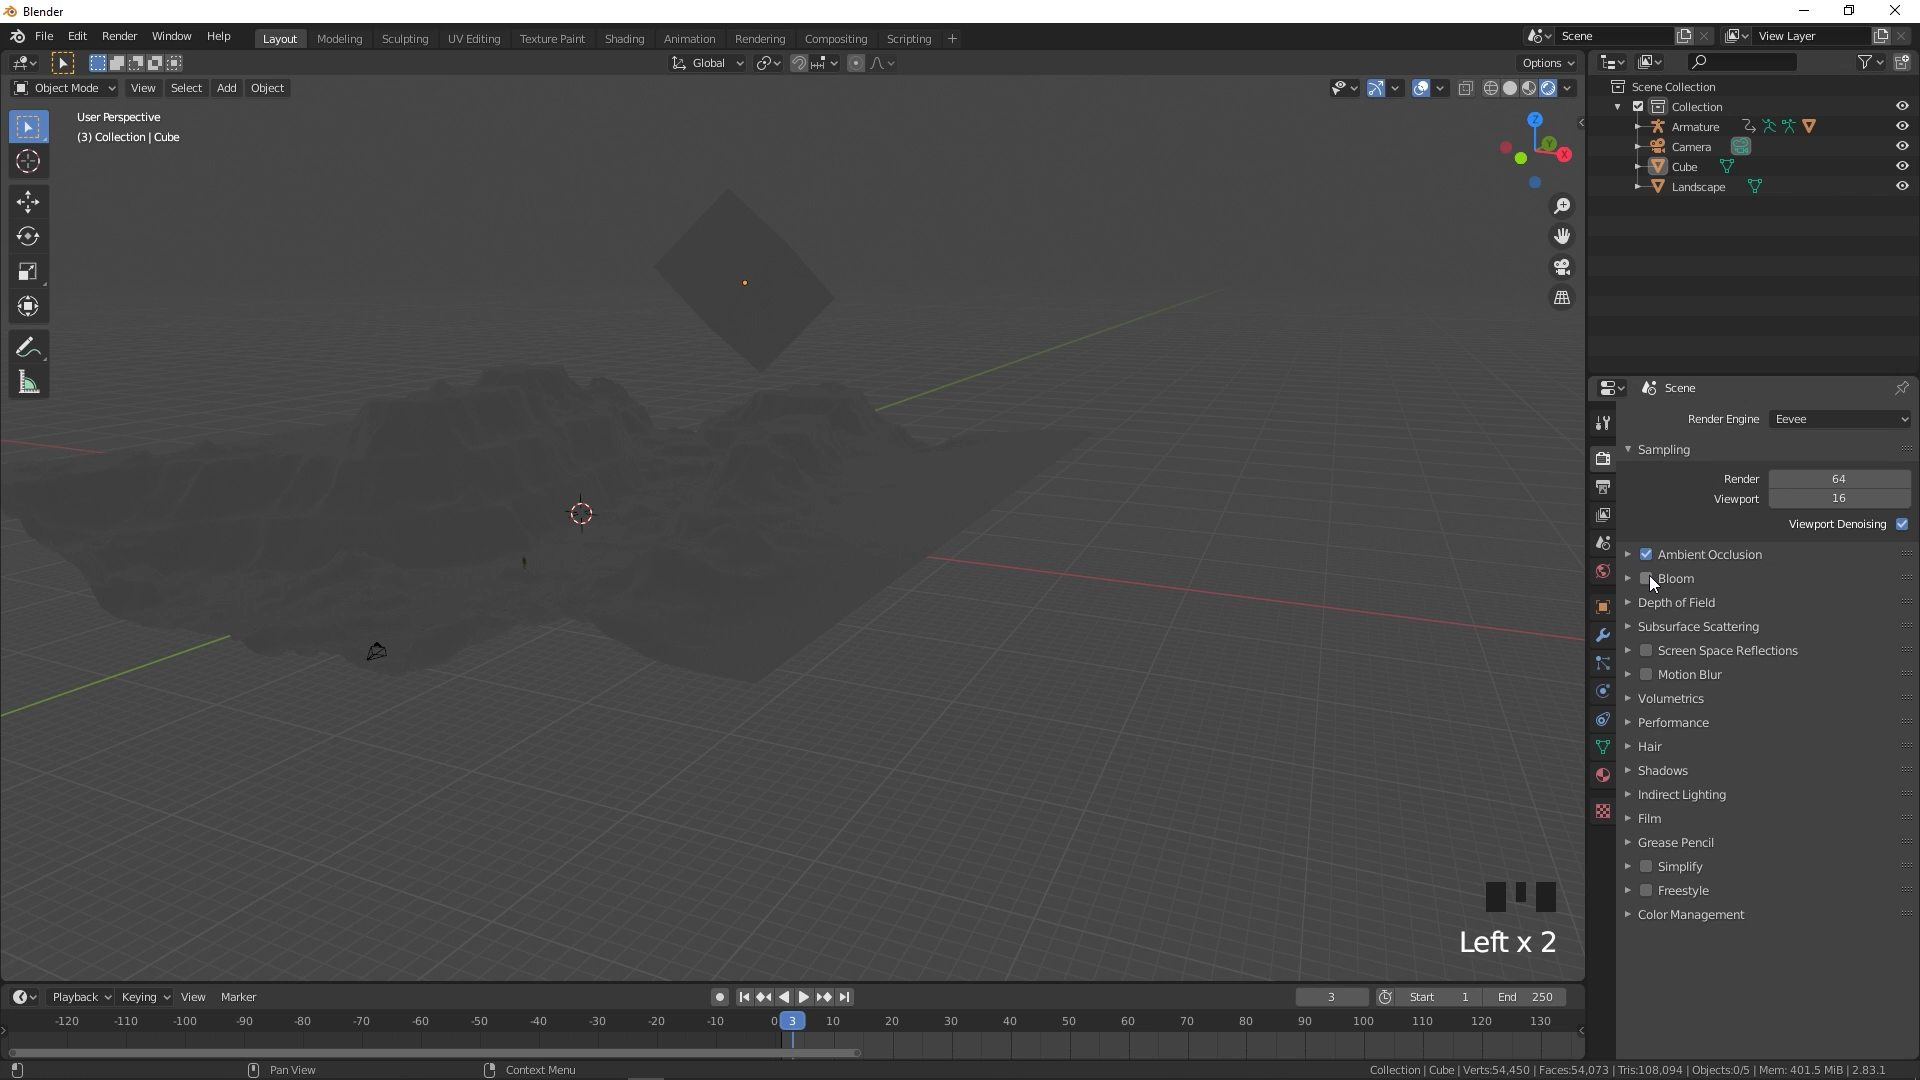 Blender
File Edit Render Window Help Layout Modeling Sculpting UV Editing Texture Paint Shading Animation Rendering Compositing Scripting + Scene View Layer
Global Options
Object Mode View Select Add Object
User Perspective
(3) Collection | Cube
Z
Y
X
Scene Collection
Collection
Armature
Camera
Cube
Landscape
Scene
Render Engine Eevee
Sampling
Render 64
Viewport 16
Viewport Denoising
Ambient Occlusion
Bloom
Depth of Field
Subsurface Scattering
Screen Space Reflections
Motion Blur
Volumetrics
Performance
Hair
Shadows
Indirect Lighting
Film
Grease Pencil
Simplify
Freestyle
Color Management
Left x 2
Playback Keying View Marker 3 Start 1 End 250
-120 -110 -100 -90 -80 -70 -60 -50 -40 -30 -20 -10 0 3 10 20 30 40 50 60 70 80 90 100 110 120 130
Pan View Context Menu Collection | Cube | Verts:54,450 | Faces:54,073 | Tris:108,094 | Objects:0/5 | Mem: 401.5 MiB | 2.83.1